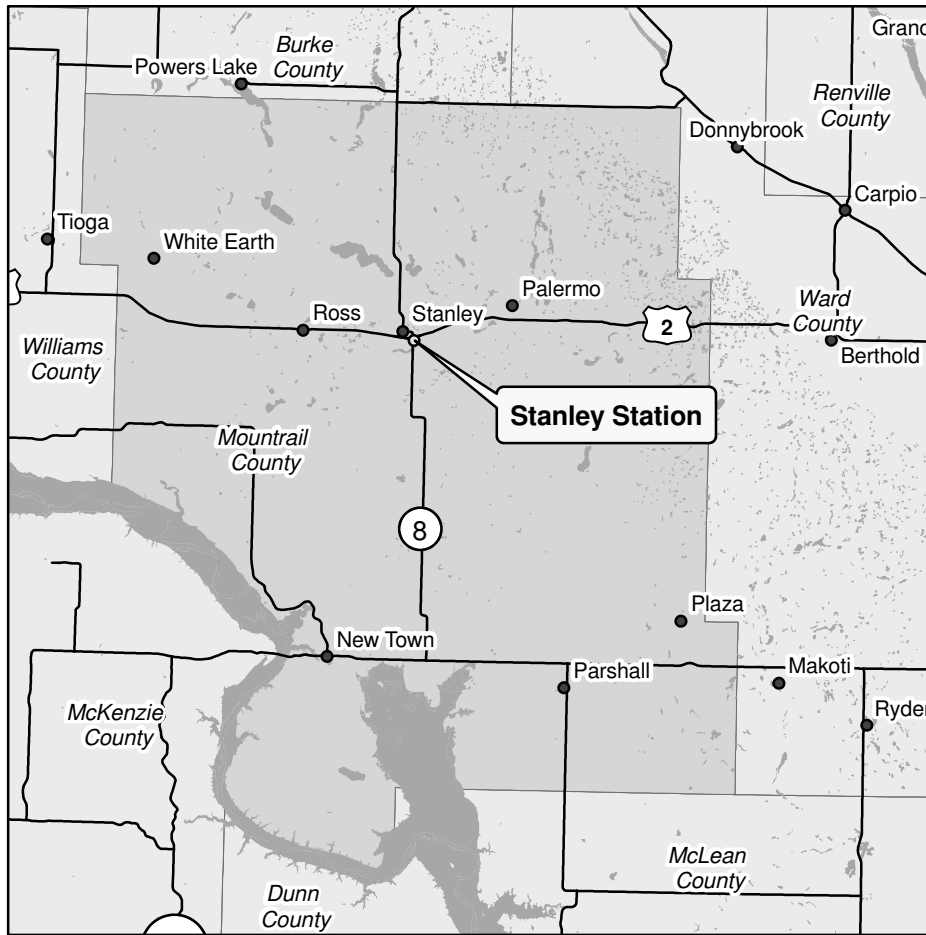 Burke
County
Grand
Powers Lake
Renville
County
Donnybrook
Carpio
Tioga
White Earth
Palermo
Ross
Stanley
2
Ward
County
Williams
County
Berthold
Stanley Station
Mountrail
County
8
Plaza
New Town
Parshall
Makoti
McKenzie
County
Ryder
McLean
County
Dunn
County